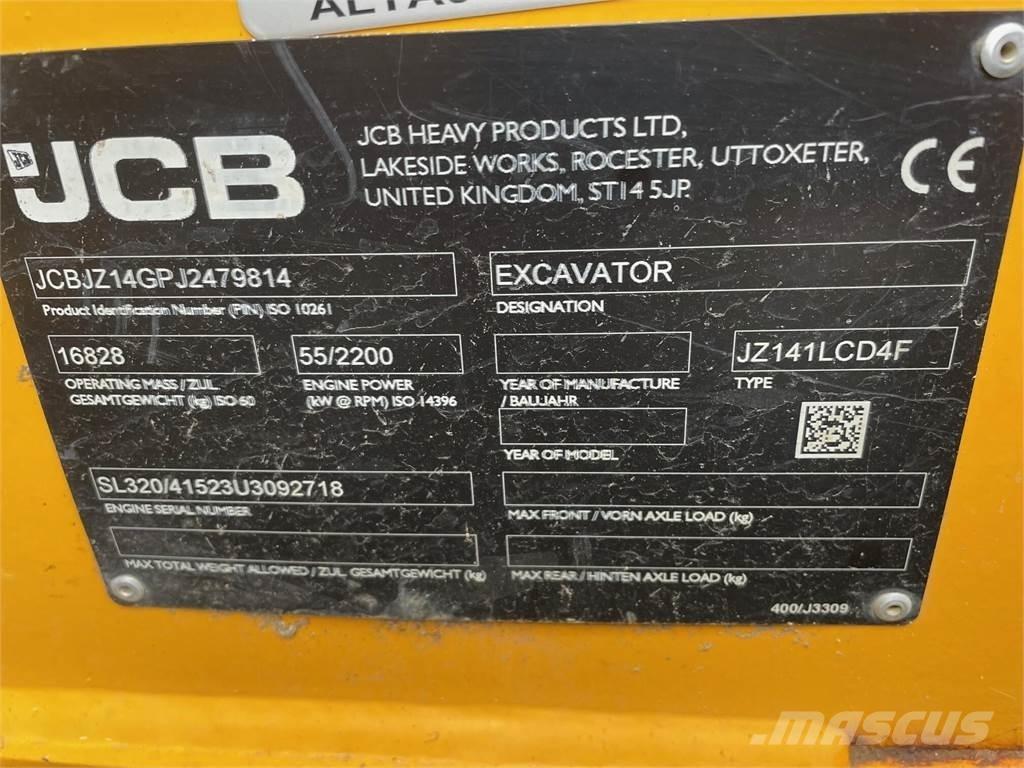 JCB
JCB HEAVY PRODUCTS LTD,
LAKESIDE WORKS, ROCESTER, UTTOXETER,
UNITED KINGDOM, ST14 5JP.
CE
JCBJZ14GPJ2479814
Product Identification Number (PIN) ISO 10261
EXCAVATOR
DESIGNATION
16828
OPERATING MASS / ZUL.
GESAMTGEWICHT (kg) ISO 60
55/2200
ENGINE POWER
(kW @ RPM) ISO 14396
YEAR OF MANUFACTURE
/ BAUJAHR
JZ141LCD4F
TYPE
YEAR OF MODEL
SL320/41523U3092718
ENGINE SERIAL NUMBER
MAX FRONT / VORN AXLE LOAD (kg)
MAX TOTAL WEIGHT ALLOWED / ZUL. GESAMTGEWICHT (kg)
MAX REAR / HINTEN AXLE LOAD (kg)
400/J3309
MASCUS